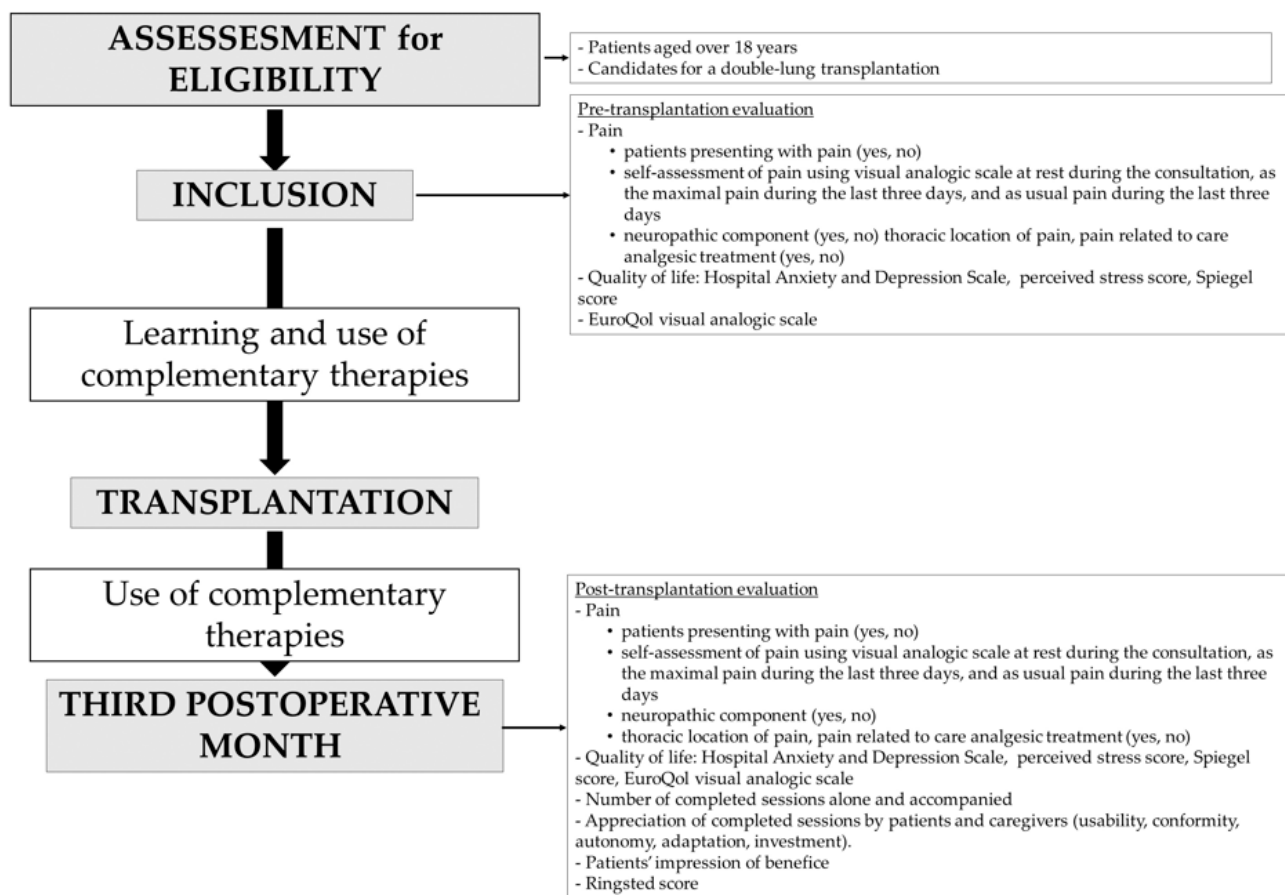 ASSESSESMENT for
ELIGIBILITY
- Patients aged over 18 years
- Candidates for a double-lung transplantation
INCLUSION
Pre-transplantation evaluation
- Pain
• patients presenting with pain (yes, no)
• self-assessment of pain using visual analogic scale at rest during the consultation, as
the maximal pain during the last three days, and as usual pain during the last three
days
• neuropathic component (yes, no) thoracic location of pain, pain related to care
analgesic treatment (yes, no)
- Quality of life: Hospital Anxiety and Depression Scale, perceived stress score, Spiegel
score
- EuroQol visual analogic scale
Learning and use of
complementary therapies
TRANSPLANTATION
Use of complementary
therapies
THIRD POSTOPERATIVE
MONTH
Post-transplantation evaluation
- Pain
• patients presenting with pain (yes, no)
• self-assessment of pain using visual analogic scale at rest during the consultation, as
the maximal pain during the last three days, and as usual pain during the last three
days
• neuropathic component (yes, no)
• thoracic location of pain, pain related to care analgesic treatment (yes, no)
- Quality of life: Hospital Anxiety and Depression Scale, perceived stress score, Spiegel
score, EuroQol visual analogic scale
- Number of completed sessions alone and accompanied
- Appreciation of completed sessions by patients and caregivers (usability, conformity,
autonomy, adaptation, investment).
- Patients' impression of benefice
- Ringsted score